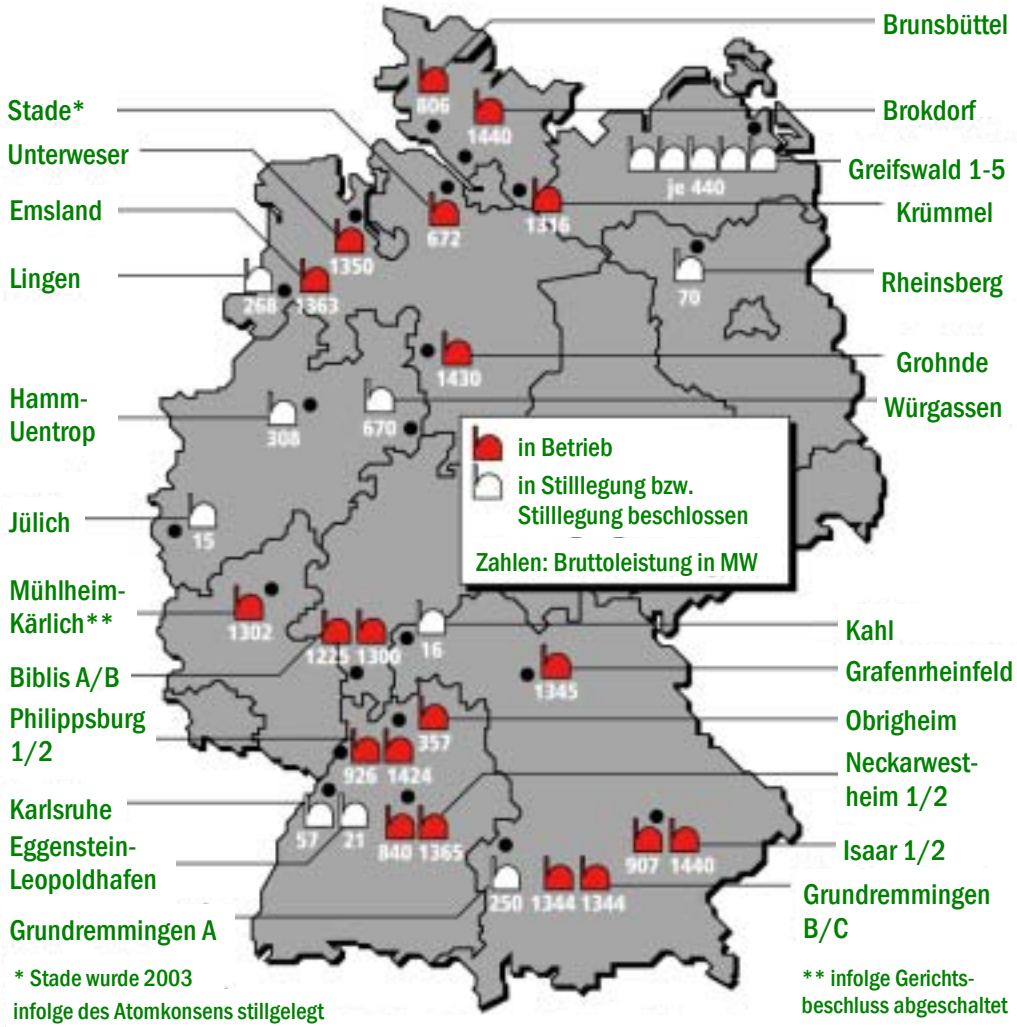 Brunsbüttel
806
Stade*
Brokdorf
1440
Unterweser
Greifswald 1-5
je 440
Emsland
Krümmel
1316
672
1350
Lingen
268
1363
Rheinsberg
70
Grohnde
1430
Hamm-
Uentrop
308
Würgassen
670
in Betrieb
in Stilllegung bzw.
Stilllegung beschlossen
Zahlen: Bruttoleistung in MW
Jülich
15
Mühlheim-
Kärlich**
1302
Kahl
16
Biblis A/B
1225 1300
Grafenrheinfeld
1345
Philippsburg
1/2
926 1424
Obrigheim
357
Neckarwest-
heim 1/2
840 1365
Karlsruhe
57
Eggenstein-
Leopoldhafen
21
Isaar 1/2
907 1440
Grundremmingen A
250
Grundremmingen
B/C
1344 1344
* Stade wurde 2003
infolge des Atomkonsens stillgelegt
** infolge Gerichts-
beschluss abgeschaltet